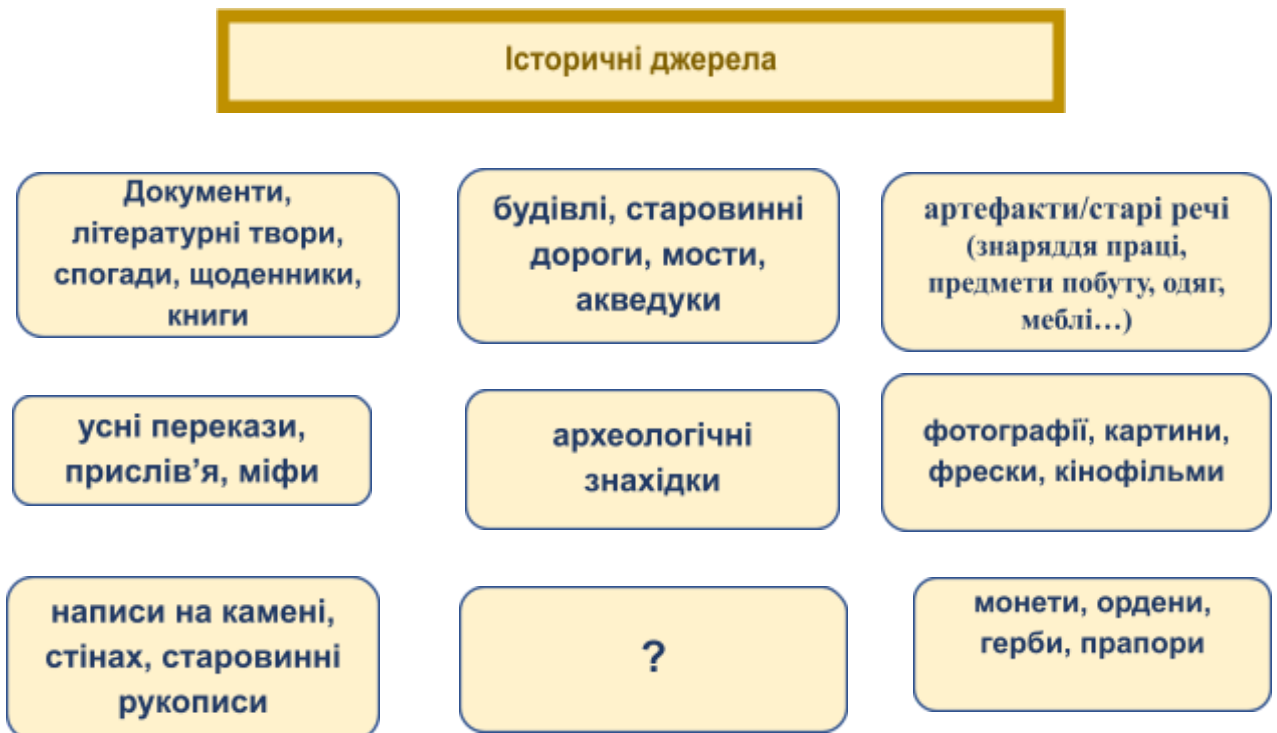 Історичні джерела
Документи,
літературні твори,
спогади, щоденники,
книги
будівлі, старовинні
дороги, мости,
акведуки
артефакти/старі речі
(знаряддя праці,
предмети побуту, одяг,
меблі…)
усні перекази,
прислів’я, міфи
археологічні
знахідки
фотографії, картини,
фрески, кінофільми
написи на камені,
стінах, старовинні
рукописи
?
монети, ордени,
герби, прапори